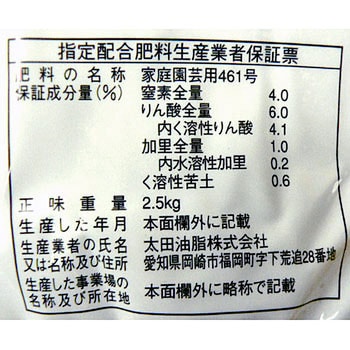 指定配合肥料生産業者保証票
肥料の名称 家庭園芸用461号
保証成分量(%) 窒素全量 4.0
りん酸全量 6.0
内く溶性りん酸 4.1
加里全量 1.0
内水溶性加里 0.2
く溶性苦土 0.6
正味重量 2.5kg
生産した年月 本面欄外に記載
生産業者の氏名 太田油脂株式会社
又は名称及び住所 愛知県岡崎市福岡町字下荒追28番地
生産した事業場の 本面欄外に略称で記載
名称及び所在地